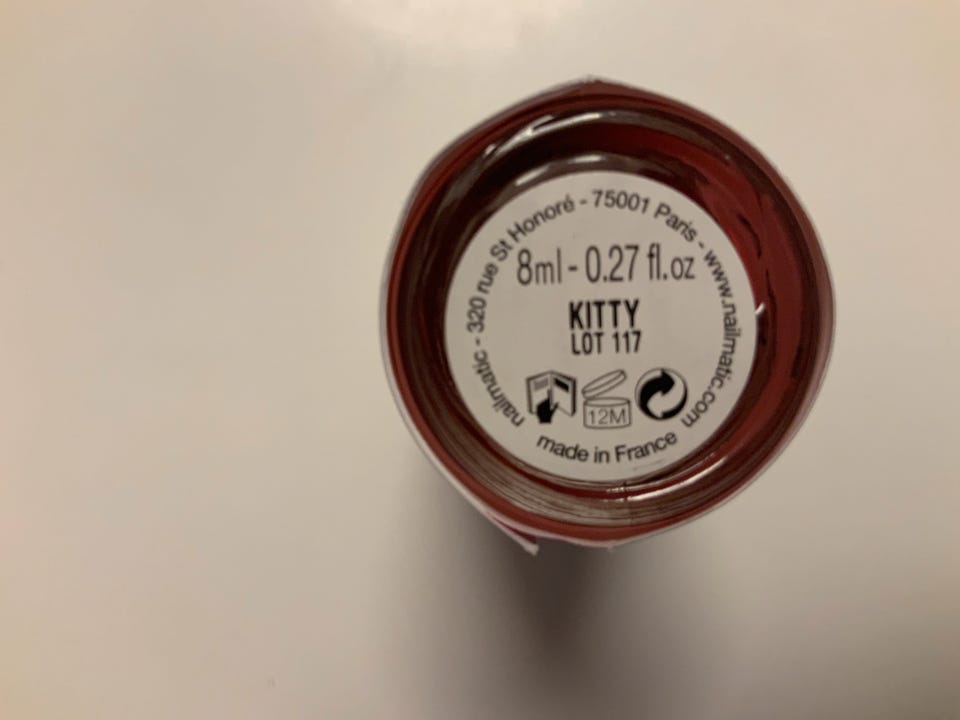 nailmatic - 320 rue St Honoré - 75001 Paris - www.nailmatic.com
8ml - 0.27 fl.oz
KITTY
LOT 117
12M
made in France